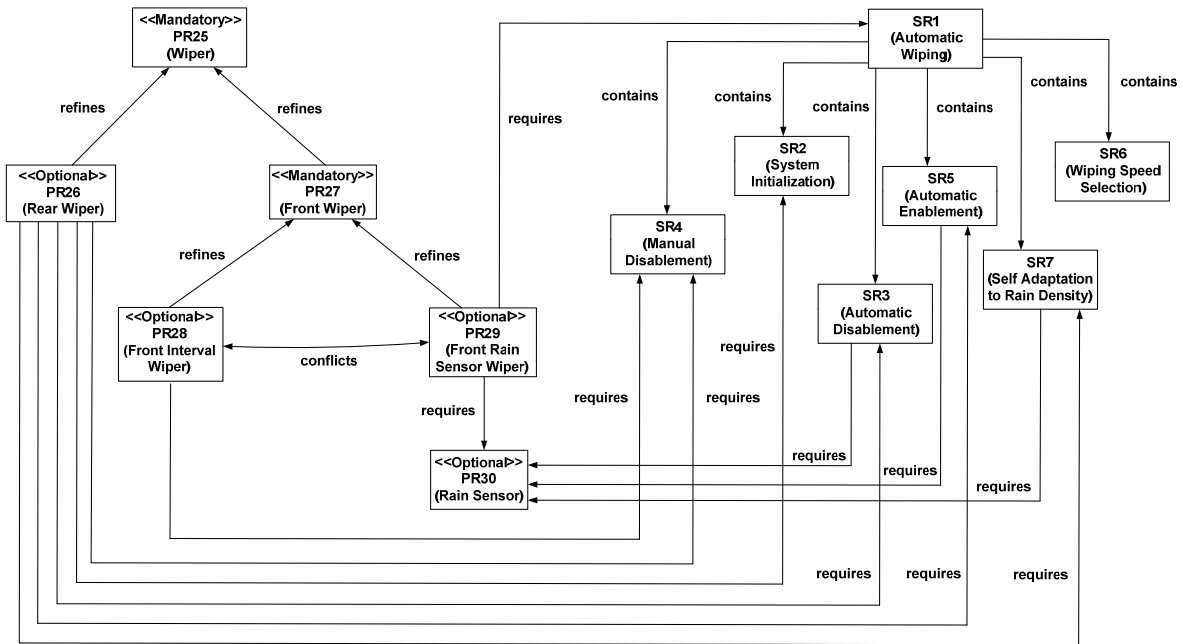 <<Mandatory>>
PR25
(Wiper)
SR1
(Automatic
Wiping)
refines
refines
requires
contains
contains
contains
contains
contains
contains
<<Optional>>
PR26
(Rear Wiper)
<<Mandatory>>
PR27
(Front Wiper)
SR2
(System
Initialization)
SR6
(Wiping Speed
Selection)
SR5
(Automatic
Enablement)
SR4
(Manual
Disablement)
refines
refines
SR7
(Self Adaptation
to Rain Density)
SR3
(Automatic
Disablement)
<<Optional>>
PR28
(Front Interval
Wiper)
conflicts
<<Optional>>
PR29
(Front Rain
Sensor Wiper)
requires
requires
requires
requires
<<Optional>>
PR30
(Rain Sensor)
requires
requires
requires
requires
requires
requires